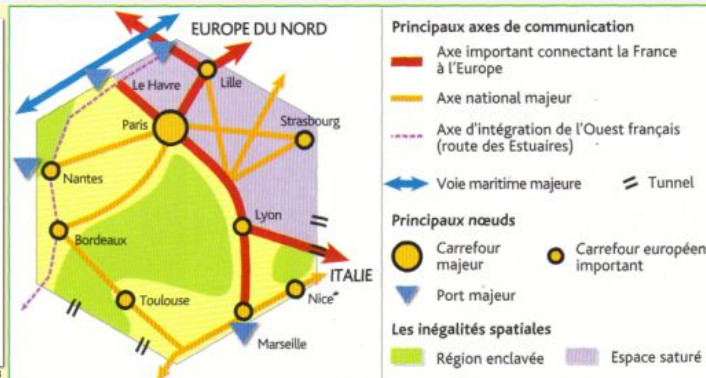 EUROPE DU NORD
Le Havre
Lille
Paris
Strasbourg
Nantes
Lyon
Bordeaux
ITALIE
Toulouse
Nice
Marseille
Principaux axes de communication
Axe important connectant la France
à l'Europe
Axe national majeur
Axe d'intégration de l'Ouest français
(route des Estuaires)
Voie maritime majeure
Tunnel
Principaux nœuds
Carrefour
majeur
Carrefour européen
important
Port majeur
Les inégalités spatiales
Région enclavée
Espace saturé